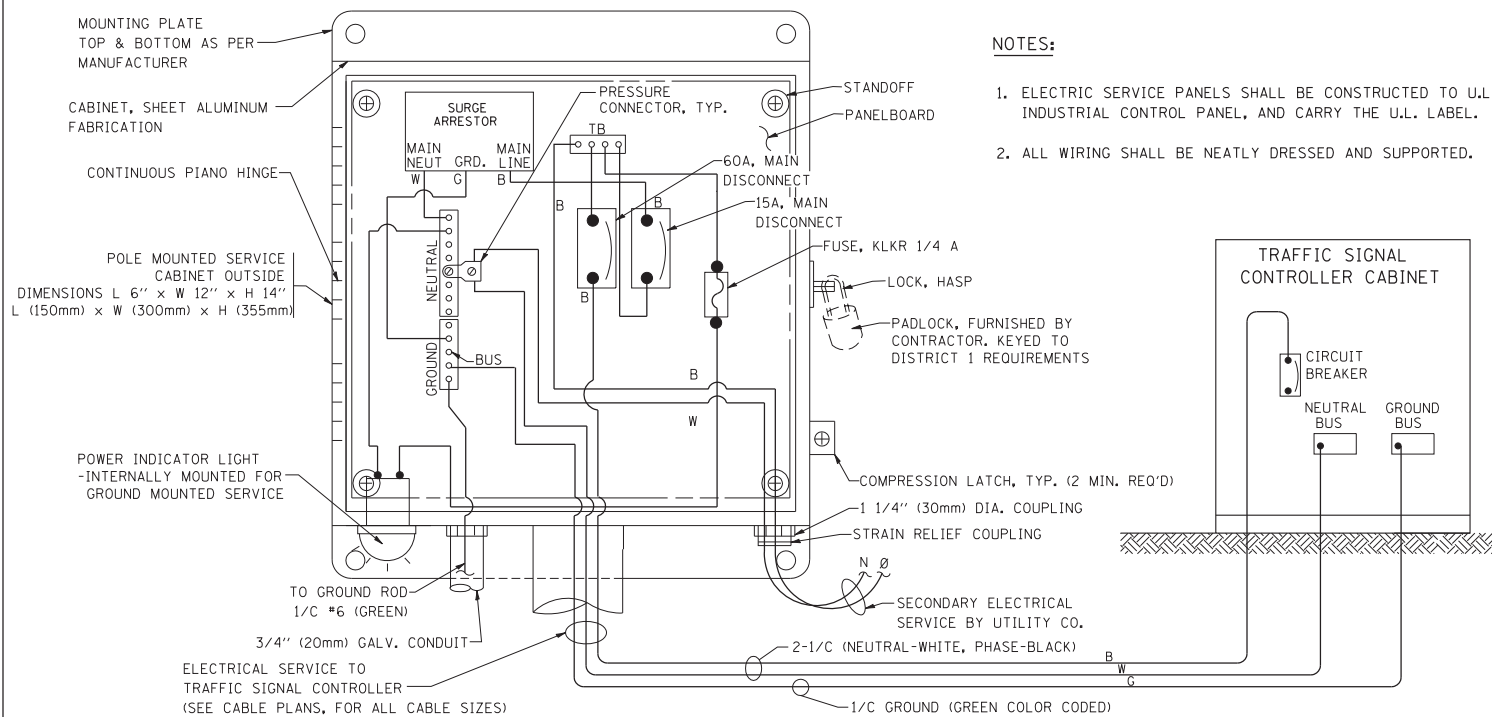 MOUNTING PLATE
TOP & BOTTOM AS PER
MANUFACTURER
CABINET, SHEET ALUMINUM
FABRICATION
CONTINUOUS PIANO HINGE
POLE MOUNTED SERVICE
CABINET OUTSIDE
DIMENSIONS L 6'' x W 12'' x H 14''
L (150mm) x W (300mm) x H (355mm)
POWER INDICATOR LIGHT
-INTERNALLY MOUNTED FOR
GROUND MOUNTED SERVICE
TO GROUND ROD
1/C #6 (GREEN)
3/4'' (20mm) GALV. CONDUIT
ELECTRICAL SERVICE TO
TRAFFIC SIGNAL CONTROLLER
(SEE CABLE PLANS, FOR ALL CABLE SIZES)
SURGE
ARRESTOR
MAIN
NEUT
GRD.
MAIN
LINE
W
G
B
PRESSURE
CONNECTOR, TYP.
TB
B
B
B
NEUTRAL
GROUND
BUS
B
W
STANDOFF
PANELBOARD
60A, MAIN
DISCONNECT
15A, MAIN
DISCONNECT
FUSE, KLKR 1/4 A
LOCK, HASP
PADLOCK, FURNISHED BY
CONTRACTOR. KEYED TO
DISTRICT 1 REQUIREMENTS
COMPRESSION LATCH, TYP. (2 MIN. REQ'D)
1 1/4'' (30mm) DIA. COUPLING
STRAIN RELIEF COUPLING
N Ø
SECONDARY ELECTRICAL
SERVICE BY UTILITY CO.
2-1/C (NEUTRAL-WHITE, PHASE-BLACK)
B
W
G
1/C GROUND (GREEN COLOR CODED)
NOTES:
1. ELECTRIC SERVICE PANELS SHALL BE CONSTRUCTED TO U.L
INDUSTRIAL CONTROL PANEL, AND CARRY THE U.L. LABEL.
2. ALL WIRING SHALL BE NEATLY DRESSED AND SUPPORTED.
TRAFFIC SIGNAL
CONTROLLER CABINET
CIRCUIT
BREAKER
NEUTRAL
BUS
GROUND
BUS